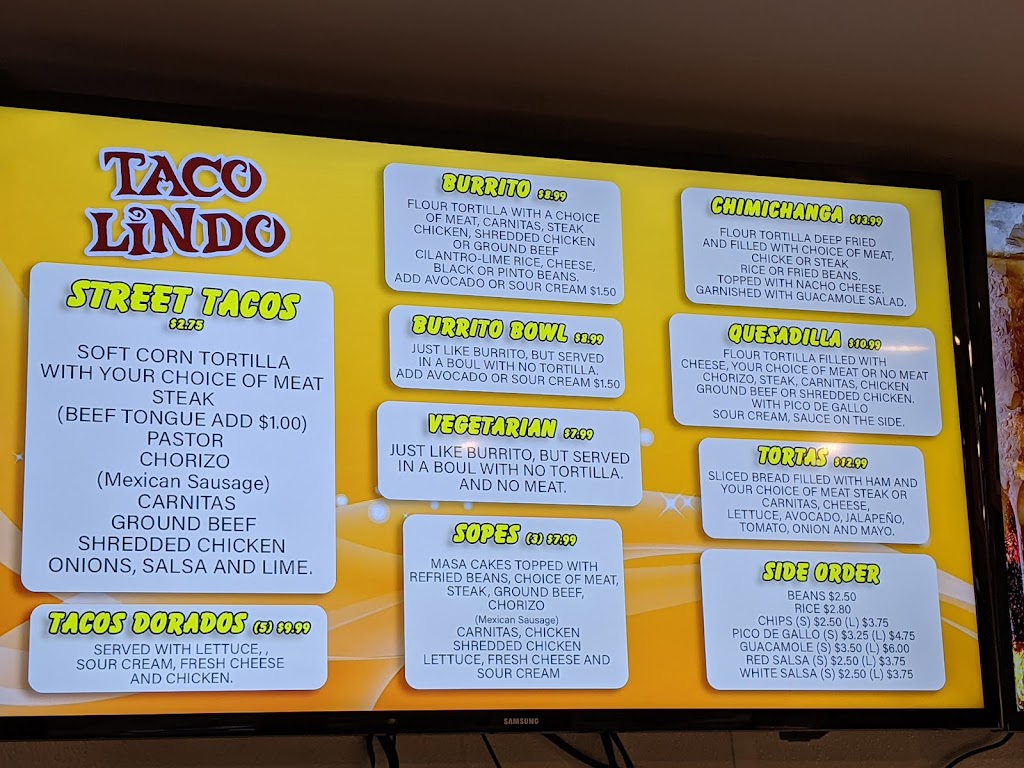 TACO
LiNDO
STREET TACOS
$2.75
SOFT CORN TORTILLA
WITH YOUR CHOICE OF MEAT
STEAK
(BEEF TONGUE ADD $1.00)
PASTOR
CHORIZO
(Mexican Sausage)
CARNITAS
GROUND BEEF
SHREDDED CHICKEN
ONIONS, SALSA AND LIME.
TACOS DORADOS (5) $9.99
SERVED WITH LETTUCE, ,
SOUR CREAM, FRESH CHEESE
AND CHICKEN.
BURRITO $8.99
FLOUR TORTILLA WITH A CHOICE
OF MEAT, CARNITAS, STEAK
CHICKEN, SHREDDED CHICKEN
OR GROUND BEEF
CILANTRO-LIME RICE, CHEESE,
BLACK OR PINTO BEANS.
ADD AVOCADO OR SOUR CREAM $1.50
BURRITO BOWL $8.99
JUST LIKE BURRITO, BUT SERVED
IN A BOUL WITH NO TORTILLA.
ADD AVOCADO OR SOUR CREAM $1.50
VEGETARIAN $7.99
JUST LIKE BURRITO, BUT SERVED
IN A BOUL WITH NO TORTILLA.
AND NO MEAT.
SOPES (3) $7.99
MASA CAKES TOPPED WITH
REFRIED BEANS, CHOICE OF MEAT,
STEAK, GROUND BEEF,
CHORIZO
(Mexican Sausage)
CARNITAS, CHICKEN
SHREDDED CHICKEN
LETTUCE, FRESH CHEESE AND
SOUR CREAM
CHIMICHANGA $13.99
FLOUR TORTILLA DEEP FRIED
AND FILLED WITH CHOICE OF MEAT,
CHICKE OR STEAK
RICE OR FRIED BEANS.
TOPPED WITH NACHO CHEESE.
GARNISHED WITH GUACAMOLE SALAD.
QUESADILLA $10.99
FLOUR TORTILLA FILLED WITH
CHEESE, YOUR CHOICE OF MEAT OR NO MEAT
CHORIZO, STEAK, CARNITAS, CHICKEN
GROUND BEEF OR SHREDDED CHICKEN.
WITH PICO DE GALLO
SOUR CREAM, SAUCE ON THE SIDE.
TORTAS $12.99
SLICED BREAD FILLED WITH HAM AND
YOUR CHOICE OF MEAT STEAK OR
CARNITAS, CHEESE,
LETTUCE, AVOCADO, JALAPEÑO,
TOMATO, ONION AND MAYO.
SIDE ORDER
BEANS $2.50
RICE $2.80
CHIPS (S) $2.50 (L) $3.75
PICO DE GALLO (S) $3.25 (L) $4.75
GUACAMOLE (S) $3.50 (L) $6.00
RED SALSA (S) $2.50 (L) $3.75
WHITE SALSA (S) $2.50 (L) $3.75
SAMSUNG